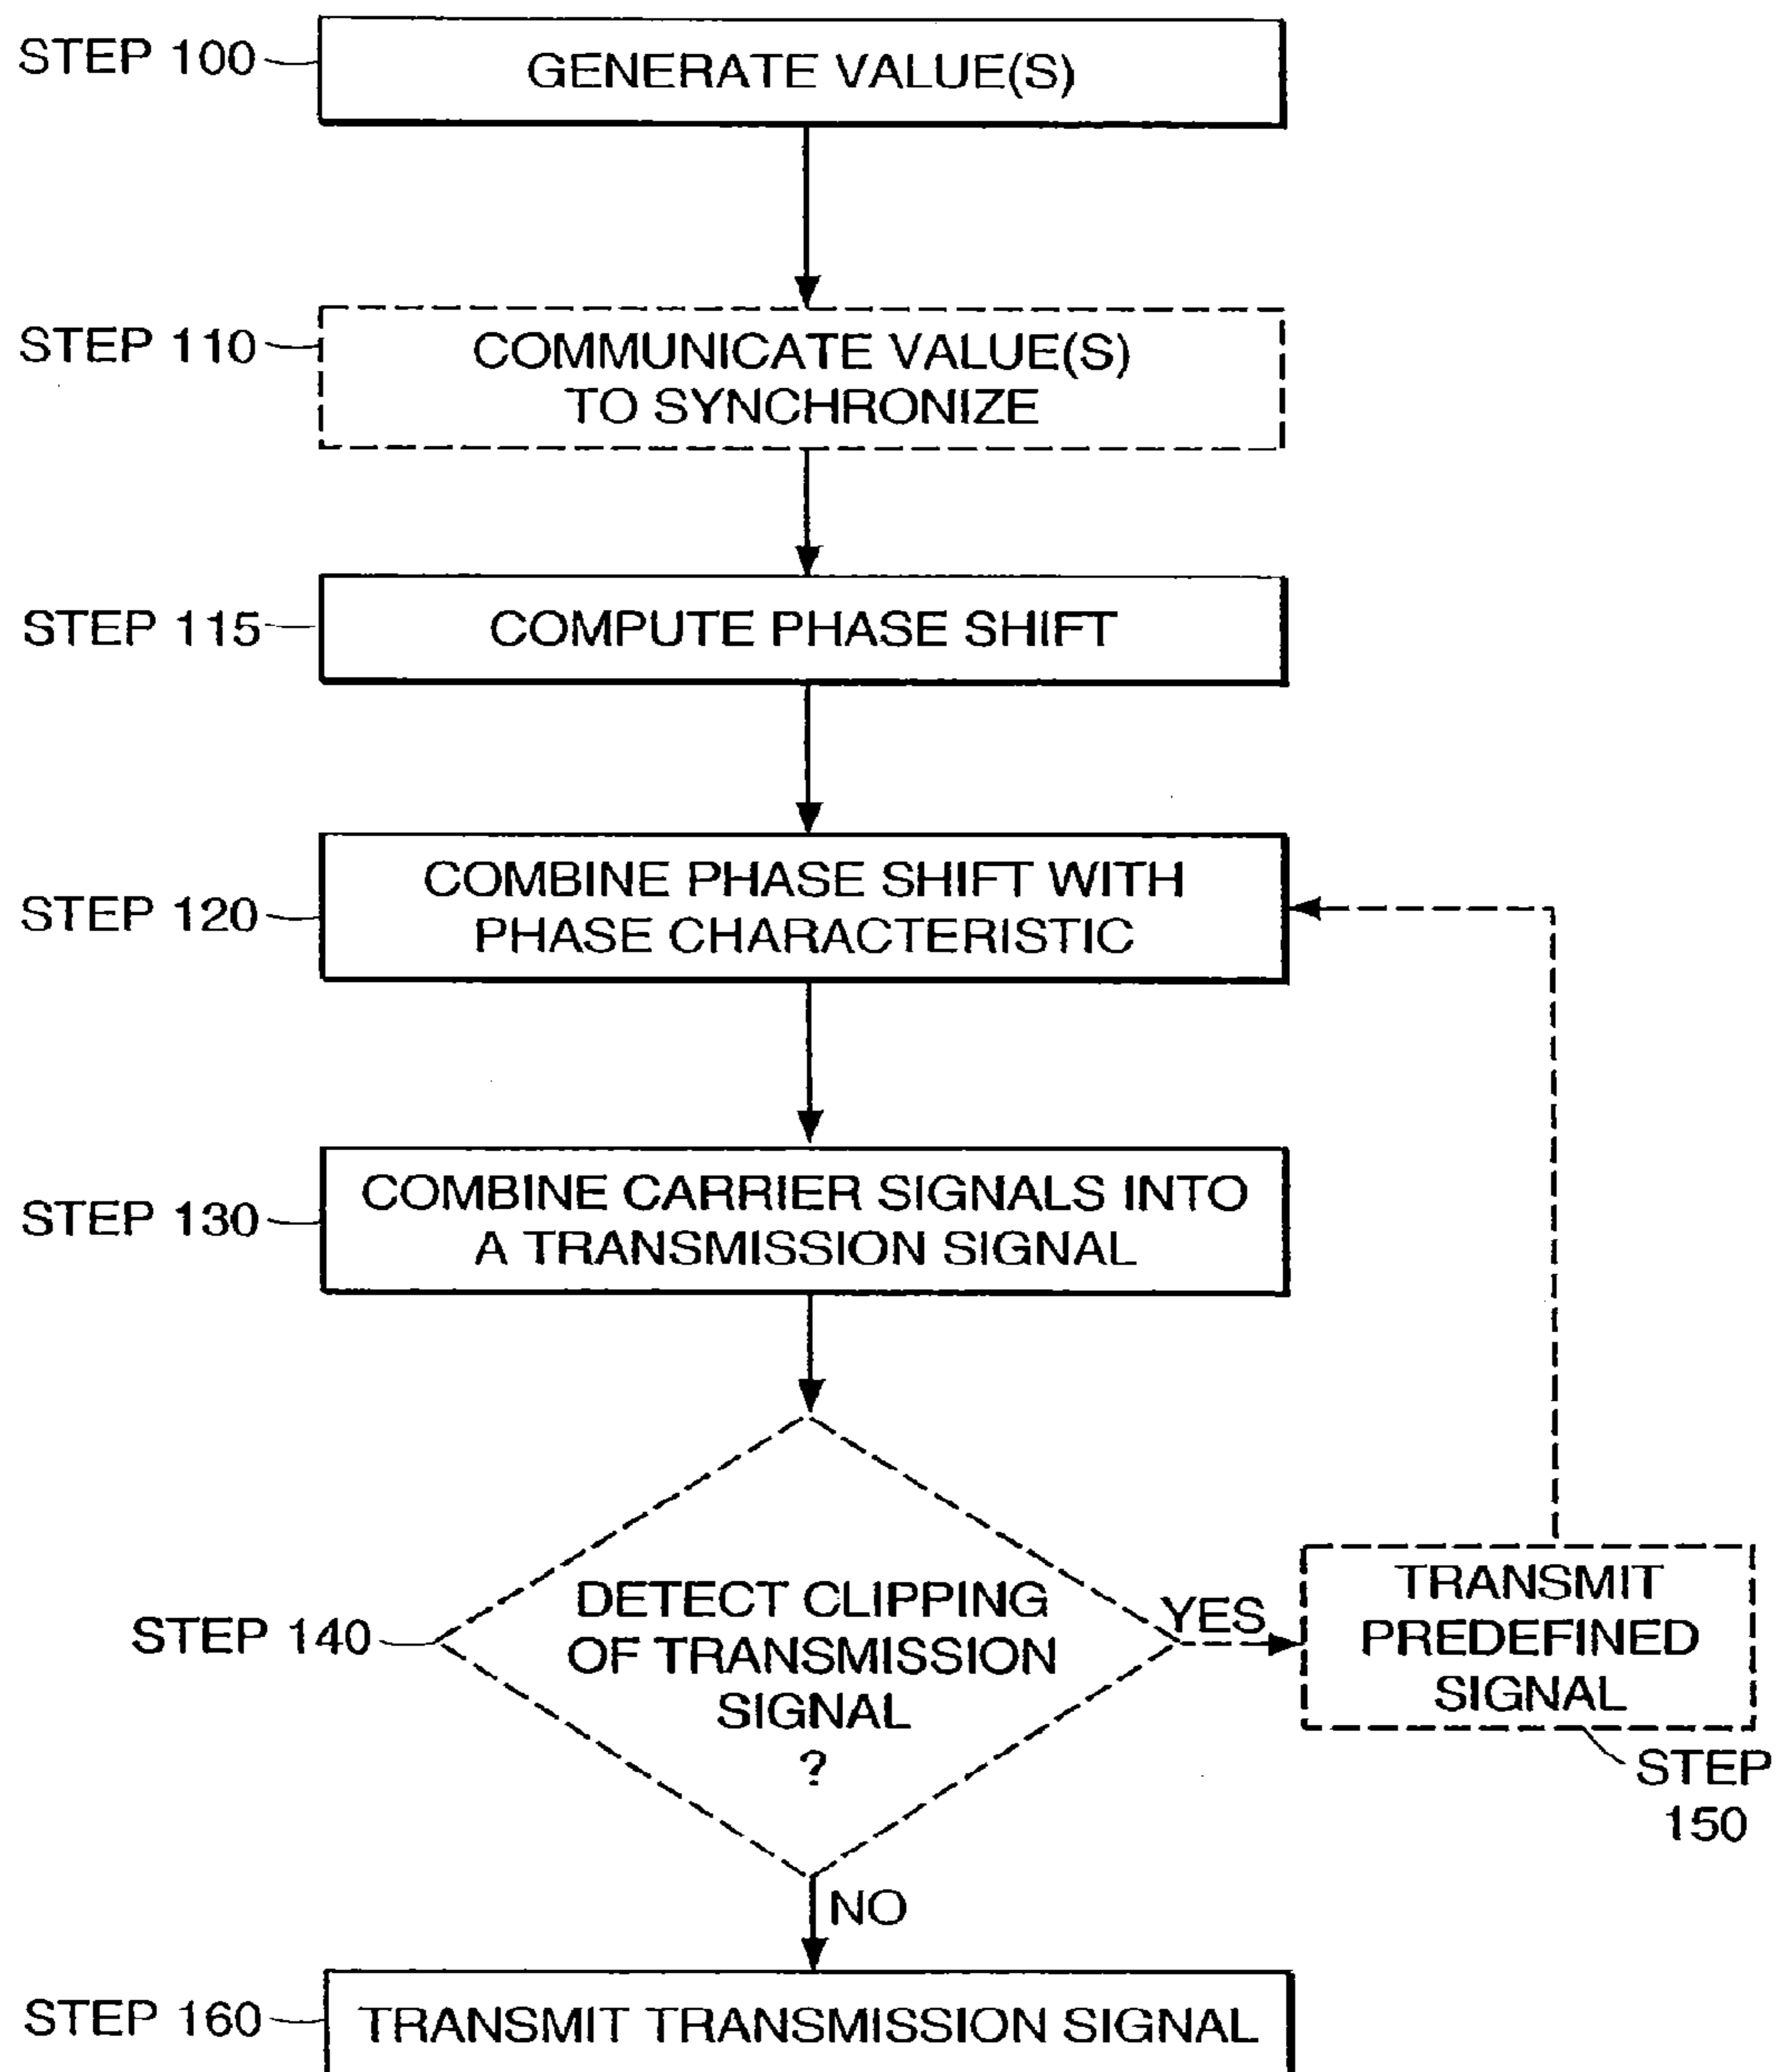 STEP 100
GENERATE VALUE(S)
STEP 110
COMMUNICATE VALUE(S)
TO SYNCHRONIZE
STEP 115
COMPUTE PHASE SHIFT
STEP 120
COMBINE PHASE SHIFT WITH
PHASE CHARACTERISTIC
STEP 130
COMBINE CARRIER SIGNALS INTO
A TRANSMISSION SIGNAL
STEP 140
DETECT CLIPPING
OF TRANSMISSION
SIGNAL
?
YES
TRANSMIT
PREDEFINED
SIGNAL
STEP
150
NO
STEP 160
TRANSMIT TRANSMISSION SIGNAL